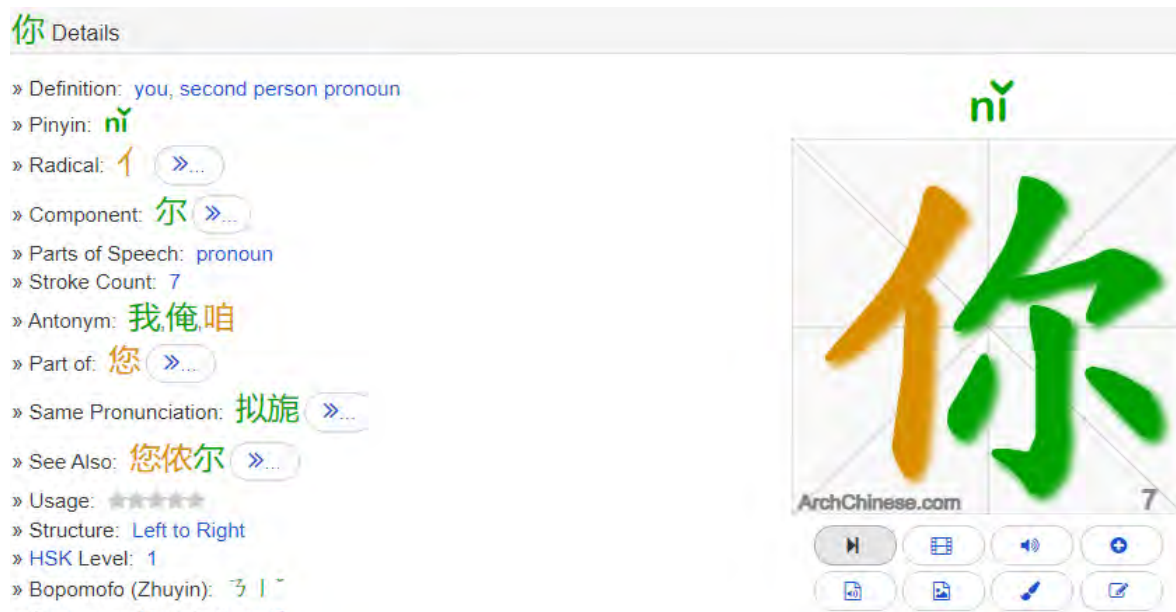 你 Details
» Definition: you, second person pronoun
» Pinyin: nǐ
» Radical: 亻 »...
» Component: 尔 »...
» Parts of Speech: pronoun
» Stroke Count: 7
» Antonym: 我,俺,咱
» Part of: 您 »...
» Same Pronunciation: 拟旎 »...
» See Also: 您侬尔 »...
» Usage:
» Structure: Left to Right
» HSK Level: 1
» Bopomofo (Zhuyin): ㄋㄧˇ
nǐ
你
ArchChinese.com 7